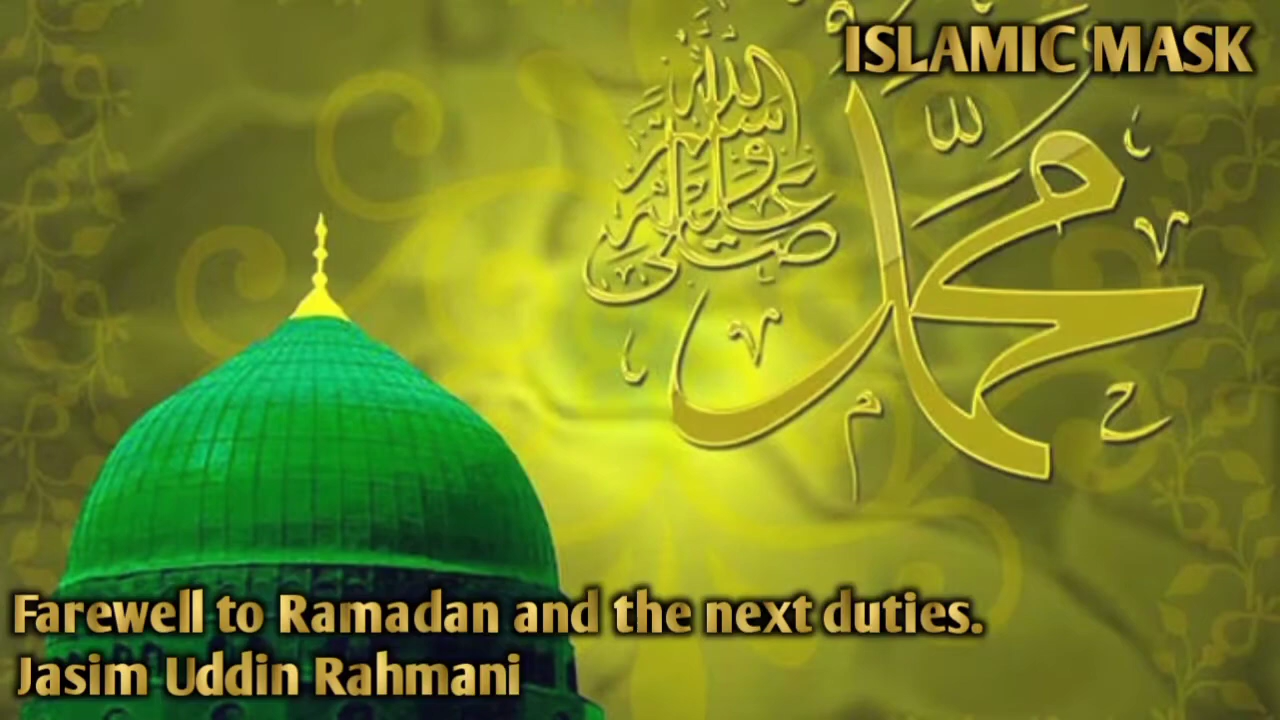 ISLAMIC MASK
محمد
صلى الله عليه وسلم
Farewell to Ramadan and the next duties.
Jasim Uddin Rahmani